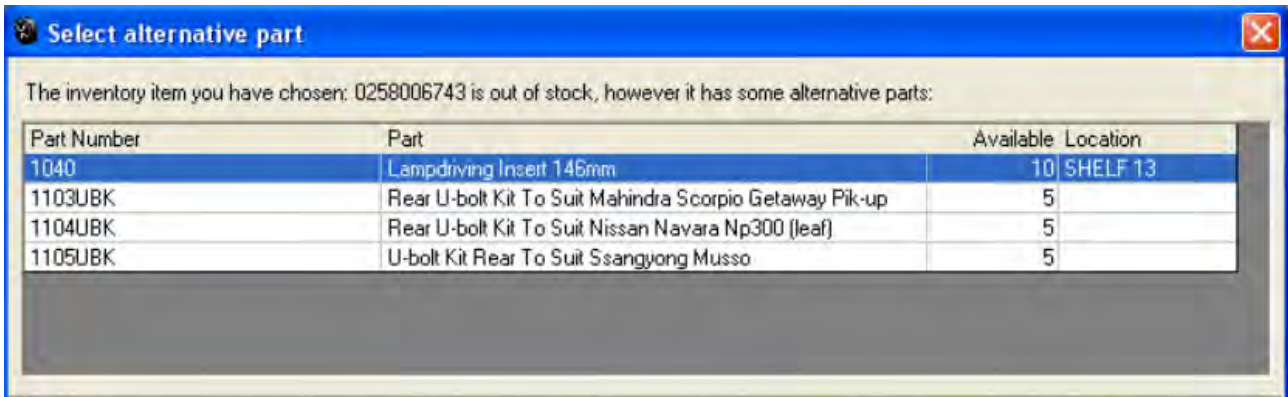 Select alternative part
The inventory item you have chosen: 0258006743 is out of stock, however it has some alternative parts:
Part Number Part Available Location
1040 Lampdriving Insert 146mm 10 SHELF 13
1103UBK Rear U-bolt Kit To Suit Mahindra Scorpio Getaway Pik-up 5
1104UBK Rear U-bolt Kit To Suit Nissan Navara Np300 (leaf) 5
1105UBK U-bolt Kit Rear To Suit Ssangyong Musso 5